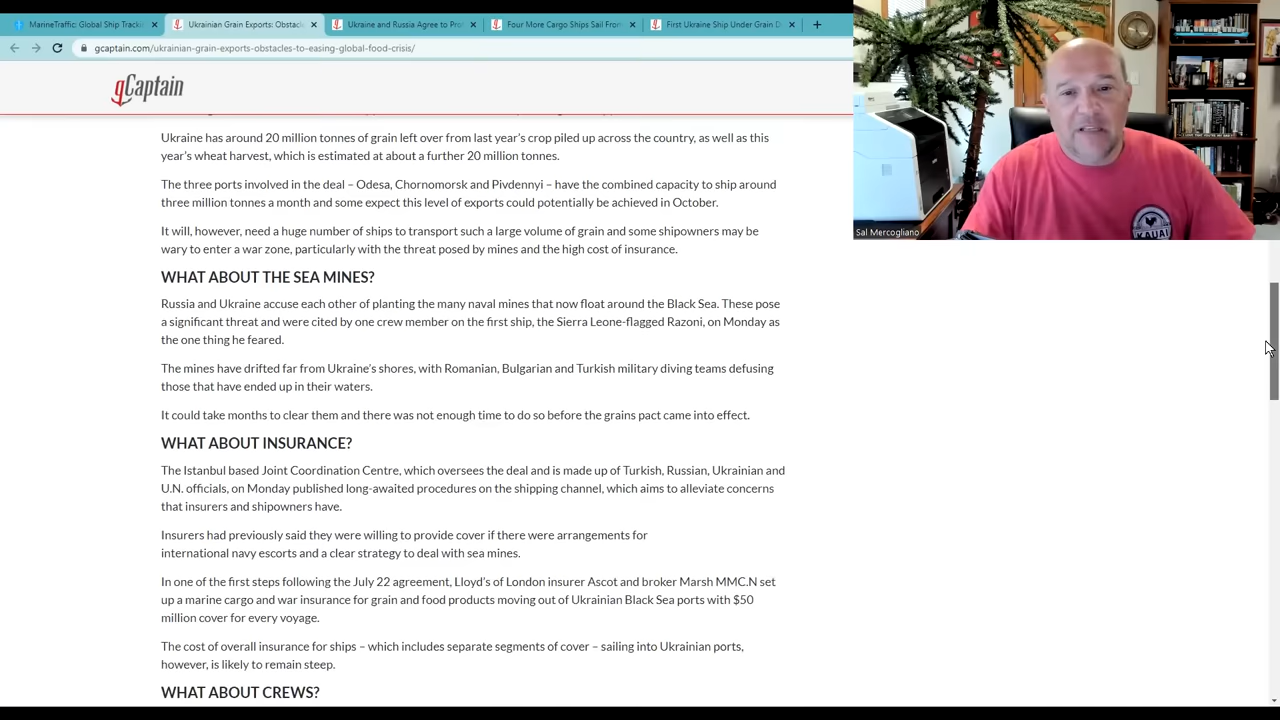 MarineTraffic: Global Ship Tracki
Ukrainian Grain Exports: Obstacle
Ukraine and Russia Agree to Pro
Four More Cargo Ships Sail From
First Ukraine Ship Under Grain D
gcaptain.com/ukrainian-grain-exports-obstacles-to-easing-global-food-crisis/
gCaptain
Ukraine has around 20 million tonnes of grain left over from last year's crop piled up across the country, as well as this
year's wheat harvest, which is estimated at about a further 20 million tonnes.
The three ports involved in the deal – Odesa, Chornomorsk and Pivdennyi – have the combined capacity to ship around
three million tonnes a month and some expect this level of exports could potentially be achieved in October.
It will, however, need a huge number of ships to transport such a large volume of grain and some shipowners may be
wary to enter a war zone, particularly with the threat posed by mines and the high cost of insurance.
WHAT ABOUT THE SEA MINES?
Russia and Ukraine accuse each other of planting the many naval mines that now float around the Black Sea. These pose
a significant threat and were cited by one crew member on the first ship, the Sierra Leone-flagged Razoni, on Monday as
the one thing he feared.
The mines have drifted far from Ukraine's shores, with Romanian, Bulgarian and Turkish military diving teams defusing
those that have ended up in their waters.
It could take months to clear them and there was not enough time to do so before the grains pact came into effect.
WHAT ABOUT INSURANCE?
The Istanbul based Joint Coordination Centre, which oversees the deal and is made up of Turkish, Russian, Ukrainian and
U.N. officials, on Monday published long-awaited procedures on the shipping channel, which aims to alleviate concerns
that insurers and shipowners have.
Insurers had previously said they were willing to provide cover if there were arrangements for
international navy escorts and a clear strategy to deal with sea mines.
In one of the first steps following the July 22 agreement, Lloyd's of London insurer Ascot and broker Marsh MMC.N set
up a marine cargo and war insurance for grain and food products moving out of Ukrainian Black Sea ports with $50
million cover for every voyage.
The cost of overall insurance for ships – which includes separate segments of cover – sailing into Ukrainian ports,
however, is likely to remain steep.
WHAT ABOUT CREWS?
Sal Mercogliano
KAUAI